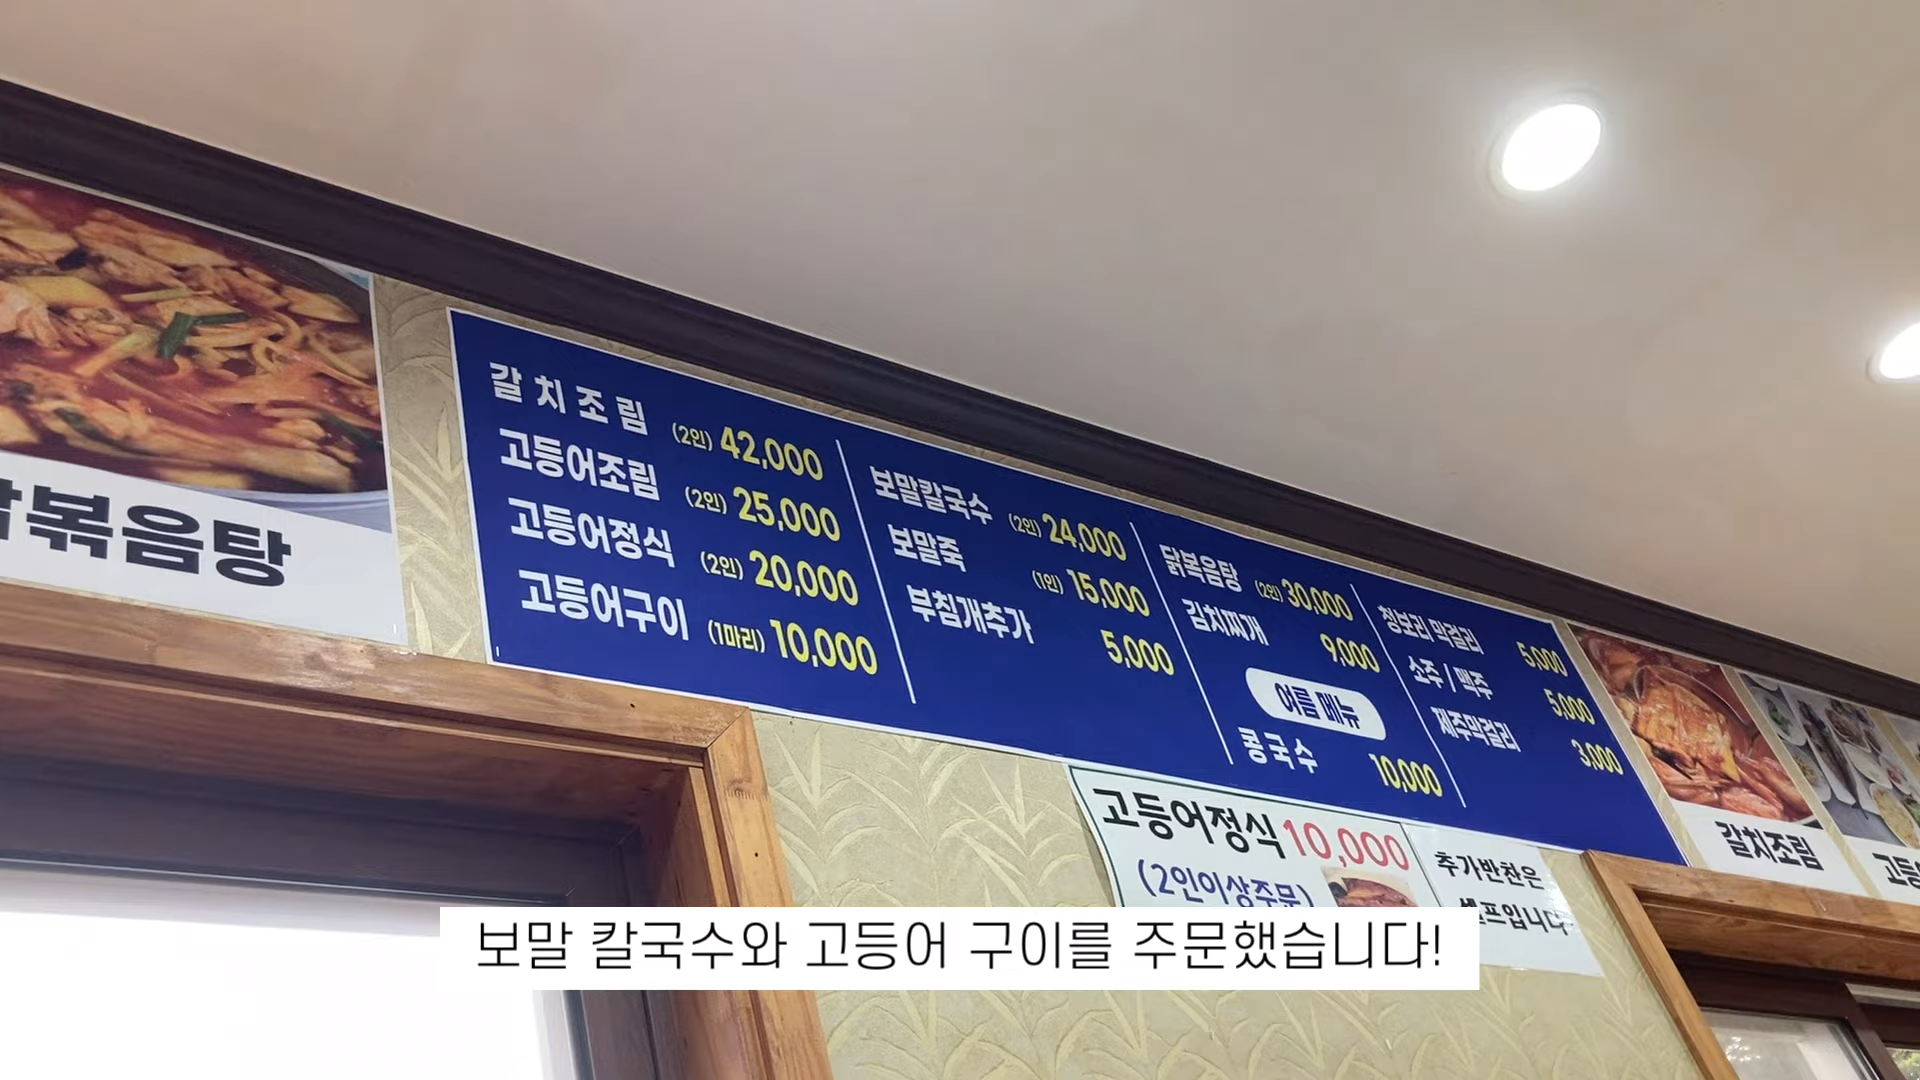 볶음탕
갈치조림 (2인) 42,000
고등어조림 (2인) 25,000
고등어정식 (2인) 20,000
고등어구이 (1마리) 10,000
보말칼국수 (2인) 24,000
보말죽 (1인) 15,000
부침개추가 5,000
닭볶음탕 (2인) 30,000
김치찌개 9,000
여름 메뉴
콩국수 10,000
청보리 막걸리 5,000
소주 / 맥주 5,000
제주막걸리 3,000
갈치조림
고등어정식 10,000
(2인이상주문)
추가반찬은
셀프입니다
보말 칼국수와 고등어 구이를 주문했습니다!